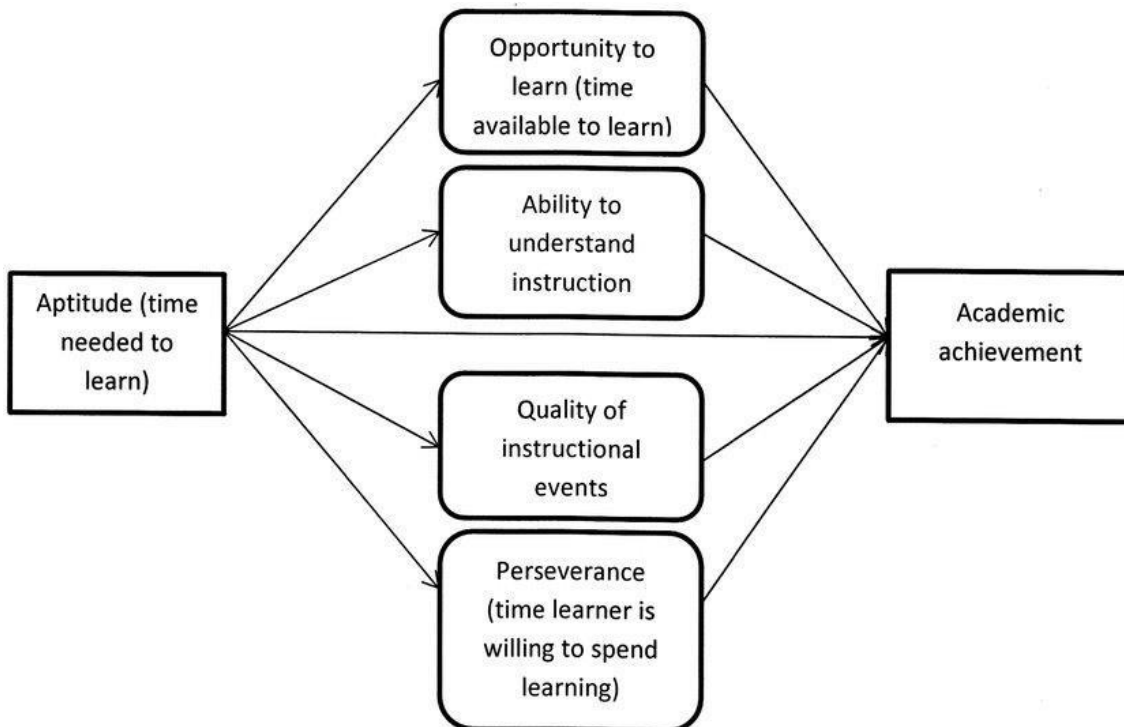 Opportunity to
learn (time
available to learn)
Ability to
understand
instruction
Aptitude (time
needed to
learn)
Academic
achievement
Quality of
instructional
events
Perseverance
(time learner is
willing to spend
learning)